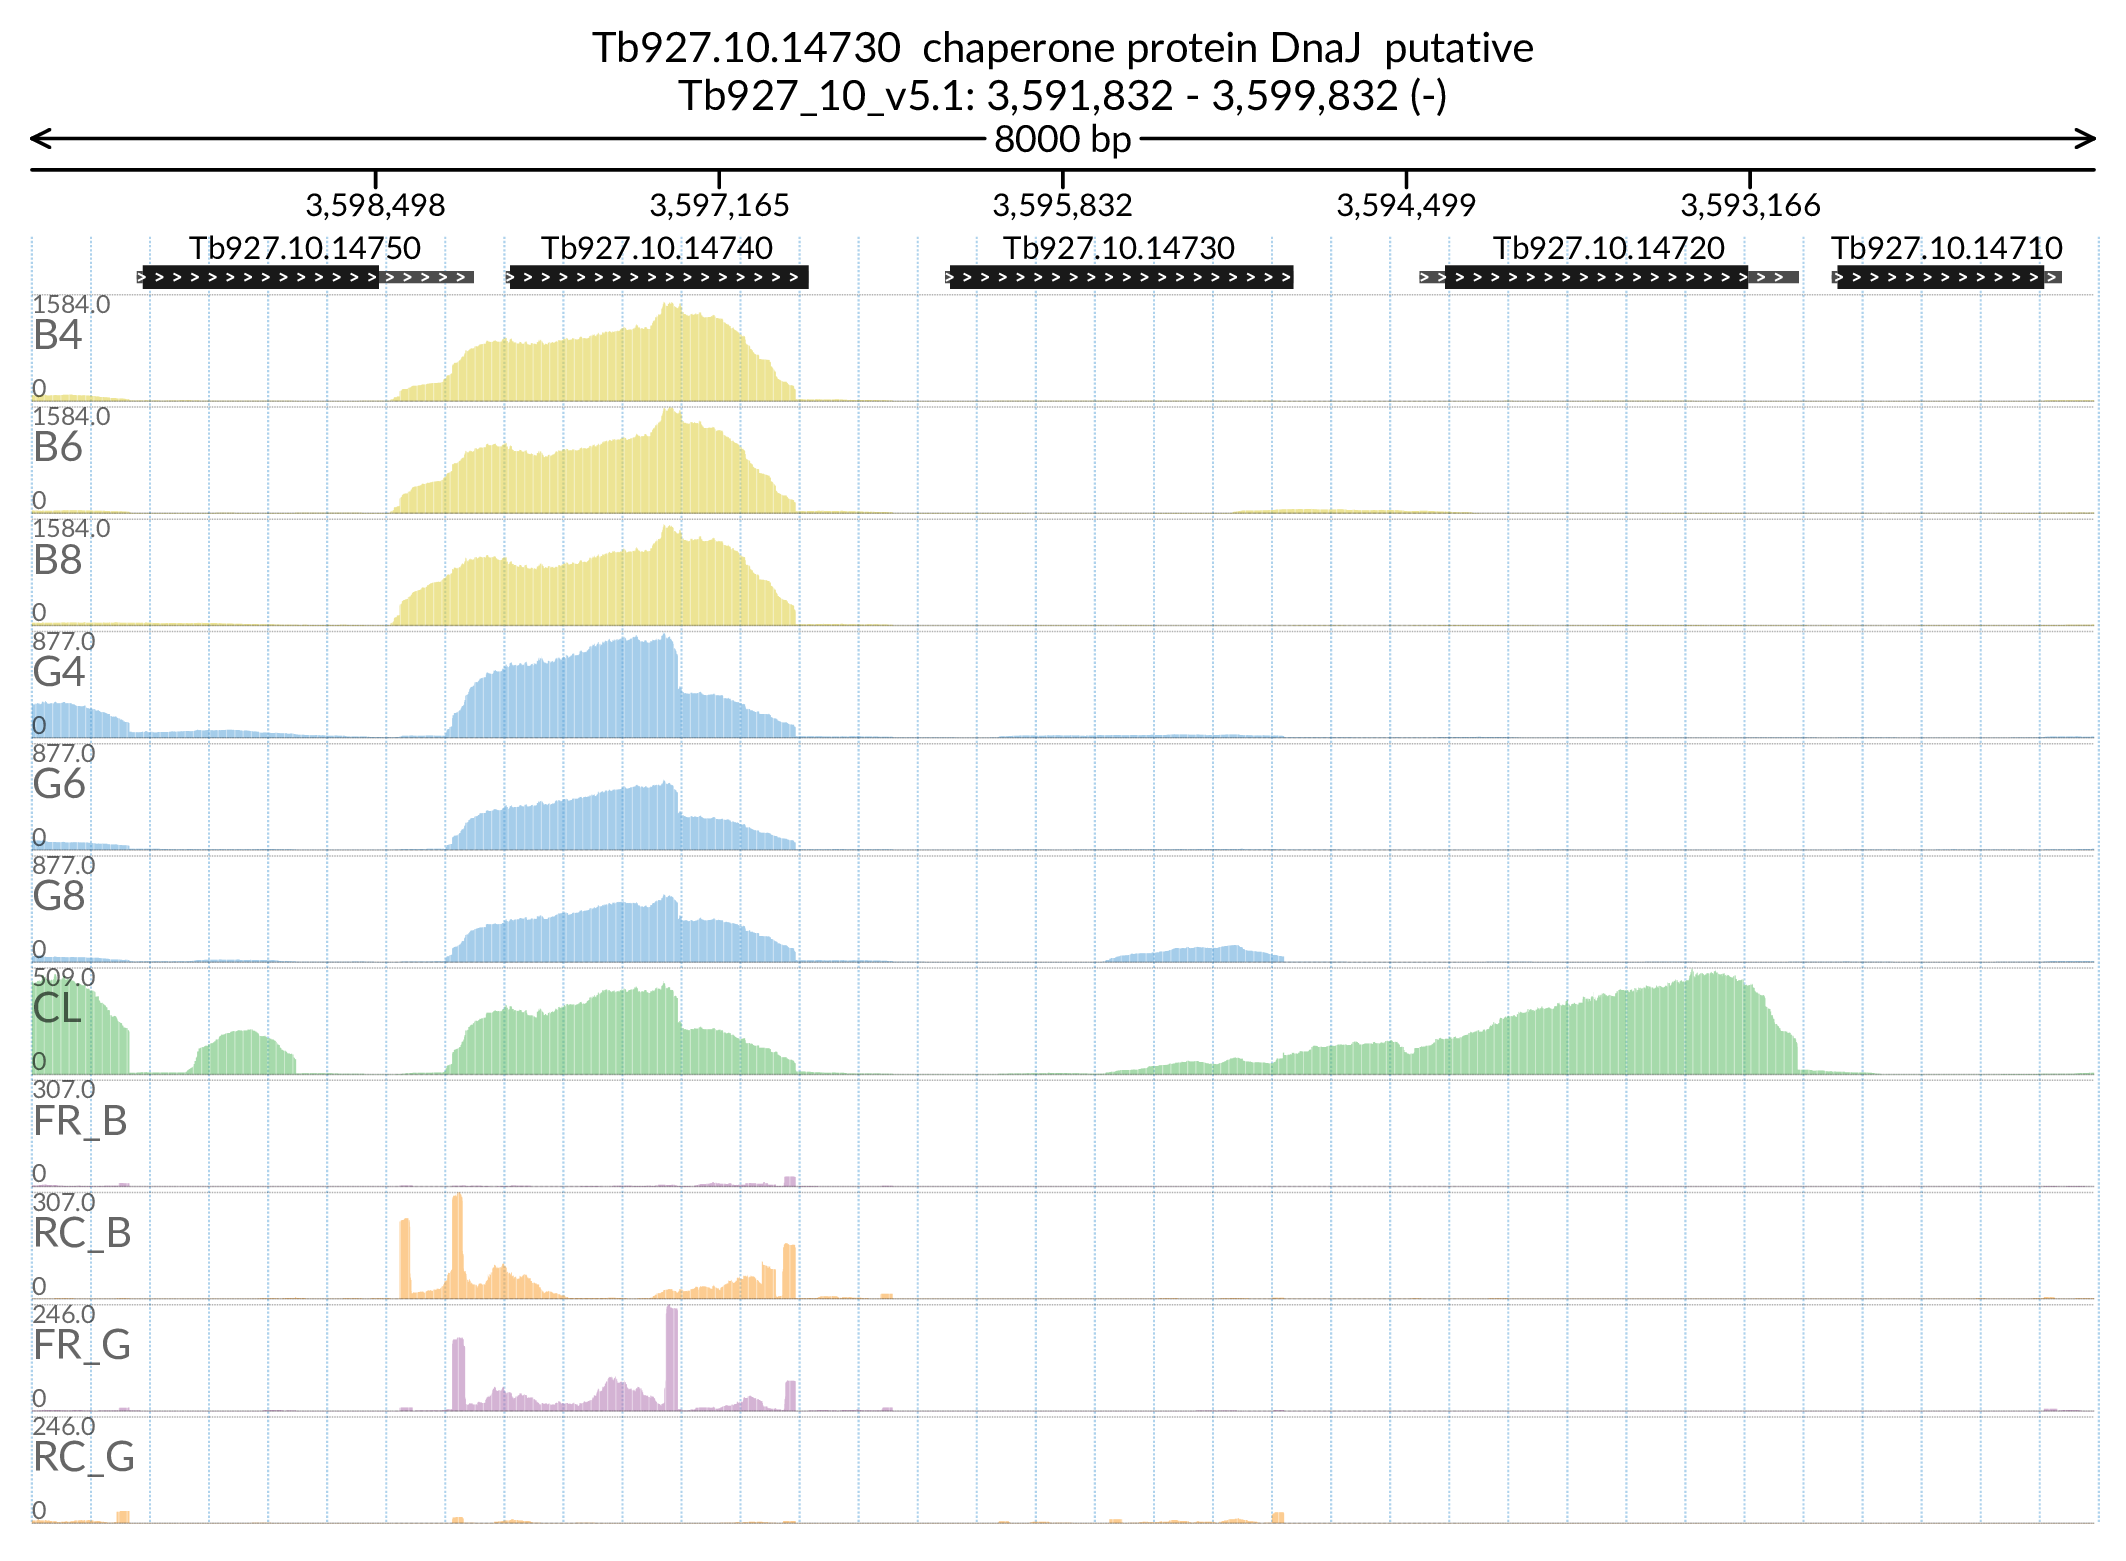 Tb927.10.14730  chaperone protein DnaJ  putative
Tb927_10_v5.1: 3,591,832 - 3,599,832 (-)
8000 bp
3,598,498 3,597,165 3,595,832 3,594,499 3,593,166
Tb927.10.14750 Tb927.10.14740 Tb927.10.14730 Tb927.10.14720 Tb927.10.14710
1584.0
B4
0
1584.0
B6
0
1584.0
B8
0
877.0
G4
0
877.0
G6
0
877.0
G8
0
509.0
CL
0
307.0
FR_B
0
307.0
RC_B
0
246.0
FR_G
0
246.0
RC_G
0